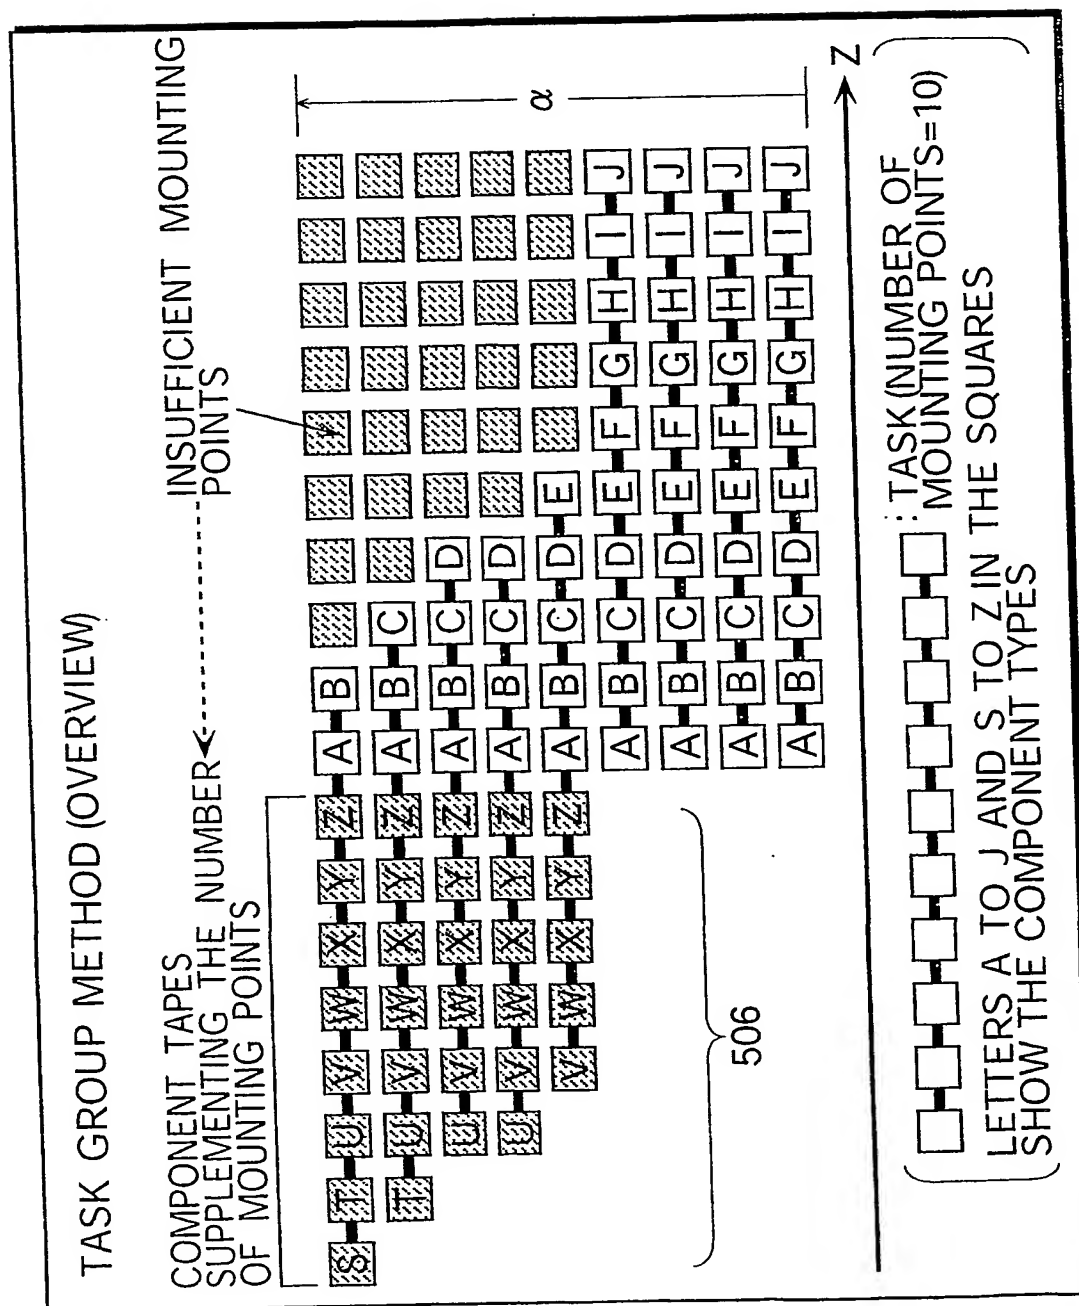 TASK GROUP METHOD (OVERVIEW)
COMPONENT TAPES
SUPPLEMENTING THE NUMBER
OF MOUNTING POINTS
INSUFFICIENT MOUNTING
POINTS
S T U V W X Y Z A B
T U V W X Y Z A B C
U V W X Y Z A B C D
U V W X Y Z A B C D
V W X Y Z A B C D E
A B C D E F G H I J
A B C D E F G H I J
A B C D E F G H I J
A B C D E F G H I J
α
506
Z
: TASK (NUMBER OF
MOUNTING POINTS=10)
LETTERS A TO J AND S TO Z IN THE SQUARES
SHOW THE COMPONENT TYPES